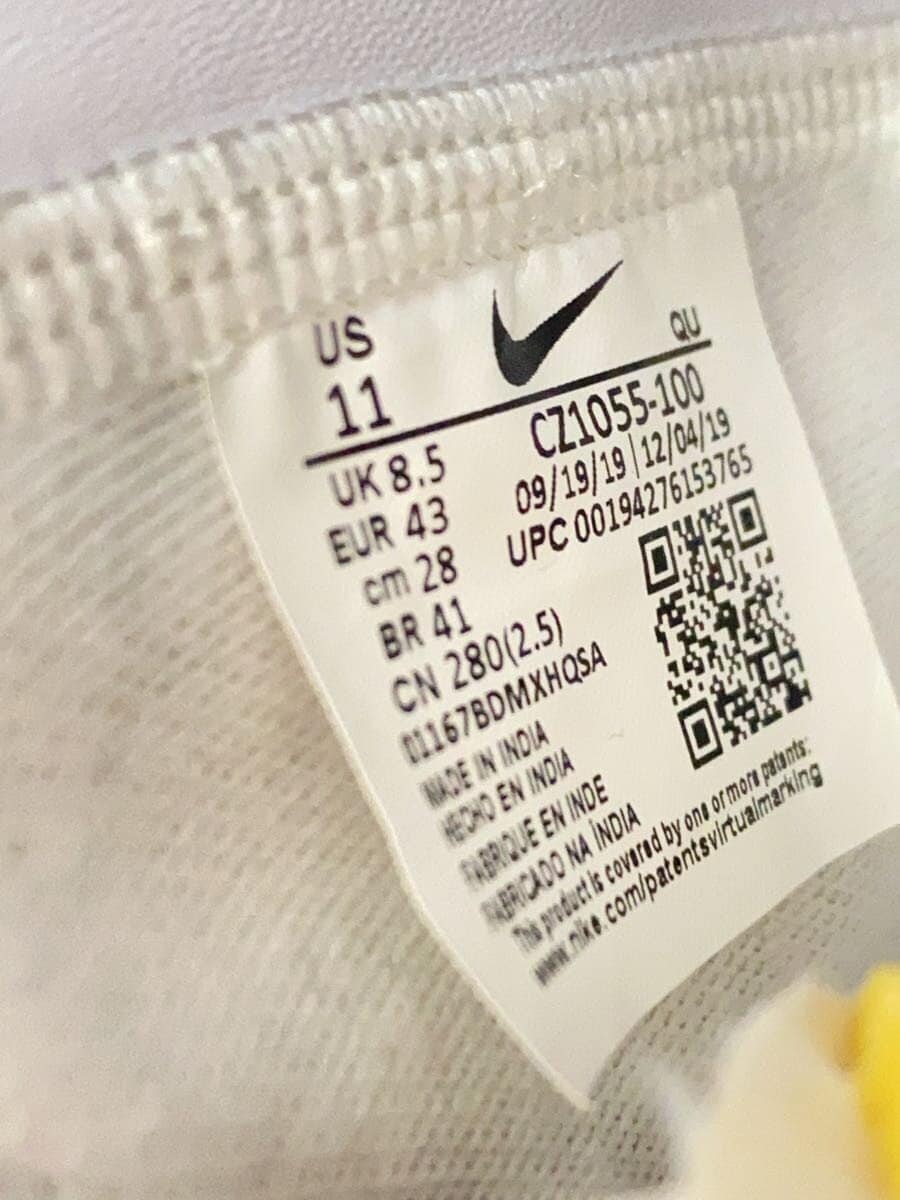 US
11
QU
UK 8.5
EUR 43
cm 28
BR 41
CN 280(2.5)
01167BDMXHQSA
CZ1055-100
09/19/19 | 12/04/19
UPC 00194276153765
MADE IN INDIA
HECHO EN INDIA
FABRIQUE EN INDE
FABRICADO NA ÍNDIA
This product is covered by one or more patents:
www.nike.com/patentsvirtualmarking